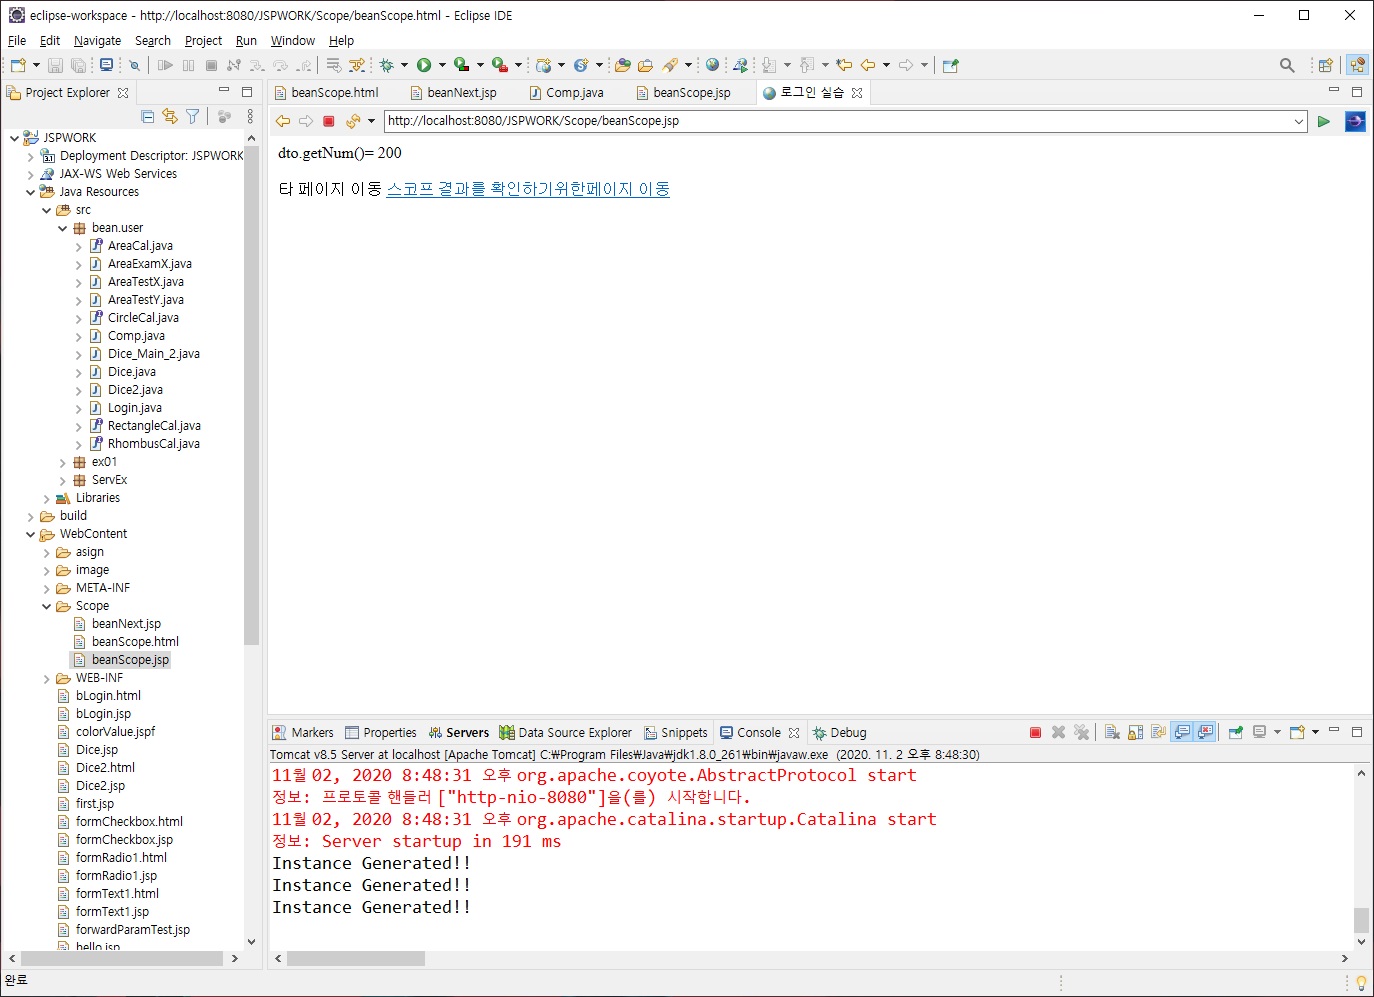 eclipse-workspace - http://localhost:8080/JSPWORK/Scope/beanScope.html - Eclipse IDE
File Edit Navigate Search Project Run Window Help
Project Explorer
JSPWORK
Deployment Descriptor: JSPWORK
JAX-WS Web Services
Java Resources
src
bean.user
AreaCal.java
AreaExamX.java
AreaTestX.java
AreaTestY.java
CircleCal.java
Comp.java
Dice_Main_2.java
Dice.java
Dice2.java
Login.java
RectangleCal.java
RhombusCal.java
ex01
ServEx
Libraries
build
WebContent
asign
image
META-INF
Scope
beanNext.jsp
beanScope.html
beanScope.jsp
WEB-INF
bLogin.html
bLogin.jsp
colorValue.jspf
Dice.jsp
Dice2.html
Dice2.jsp
first.jsp
formCheckbox.html
formCheckbox.jsp
formRadio1.html
formRadio1.jsp
formText1.html
formText1.jsp
forwardParamTest.jsp
hello.jsp
beanScope.html beanNext.jsp Comp.java beanScope.jsp 로그인 실습
http://localhost:8080/JSPWORK/Scope/beanScope.jsp
dto.getNum()= 200
타 페이지 이동 스코프 결과를 확인하기위한페이지 이동
Markers Properties Servers Data Source Explorer Snippets Console Debug
Tomcat v8.5 Server at localhost [Apache Tomcat] C:₩Program Files₩Java₩jdk1.8.0_261₩bin₩javaw.exe (2020. 11. 2 오후 8:48:30)
11월 02, 2020 8:48:31 오후 org.apache.coyote.AbstractProtocol start
정보: 프로토콜 핸들러 ["http-nio-8080"]을(를) 시작합니다.
11월 02, 2020 8:48:31 오후 org.apache.catalina.startup.Catalina start
정보: Server startup in 191 ms
Instance Generated!!
Instance Generated!!
Instance Generated!!
완료